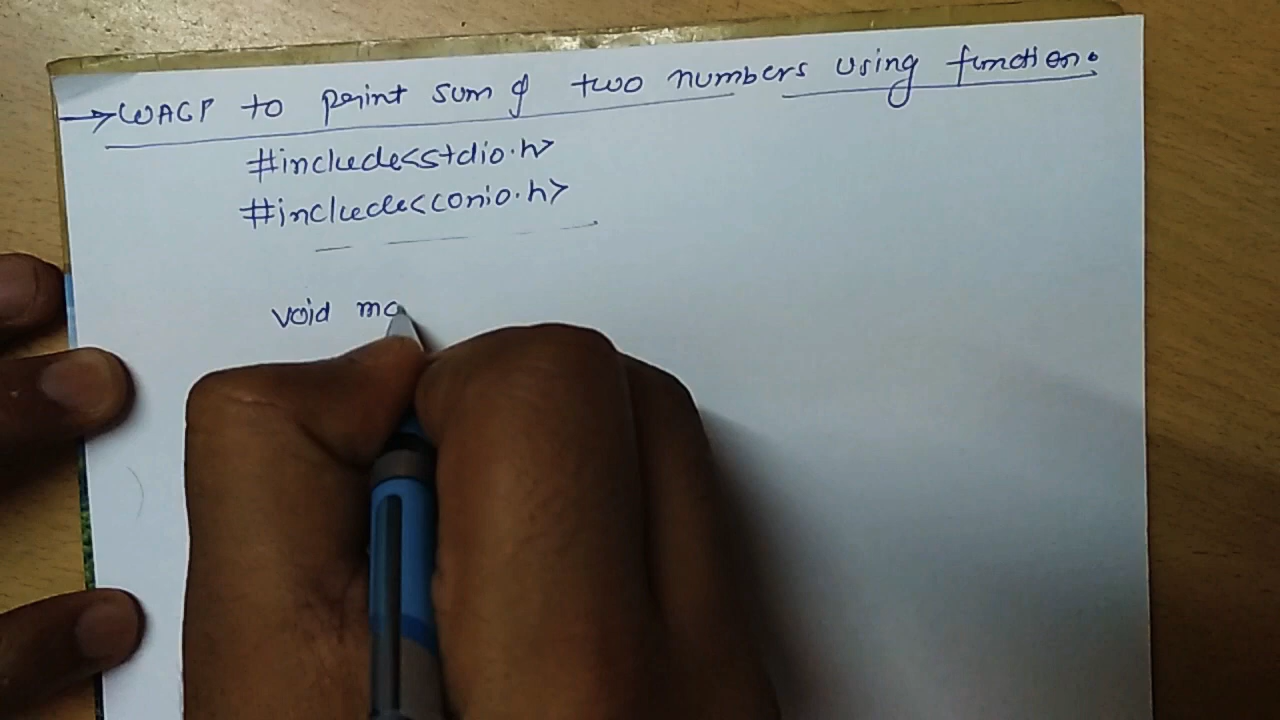 →WACP to print sum of two numbers using function.
#include<stdio.h>
#include<conio.h>
void ma